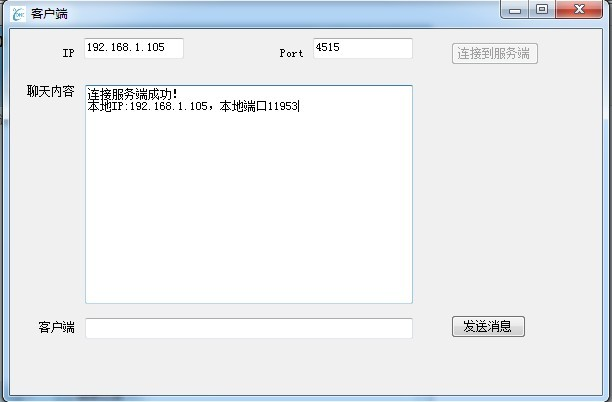 客户端
IP 192.168.1.105 Port 4515 连接到服务端
聊天内容
连接服务端成功!
本地IP:192.168.1.105，本地端口11953
客户端 发送消息